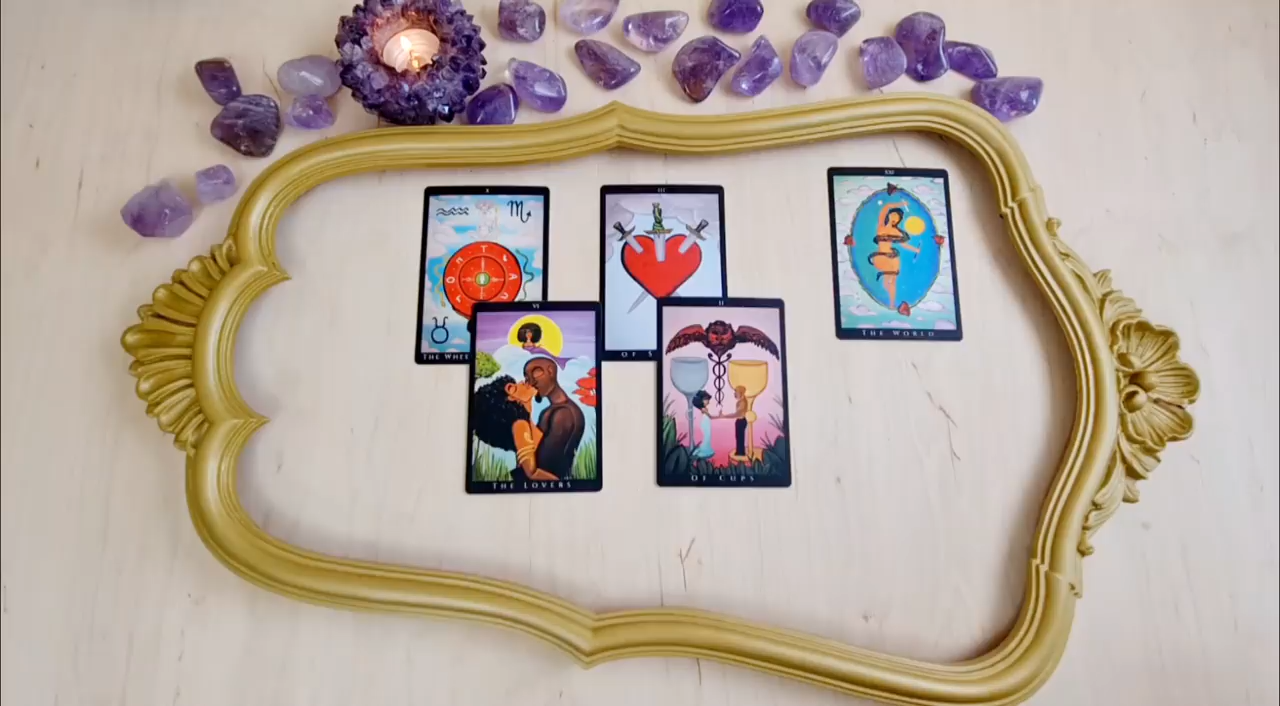 X
THE WHEE
III
OF S
XXI
THE WORLD
VI
THE LOVERS
II
OF CUPS